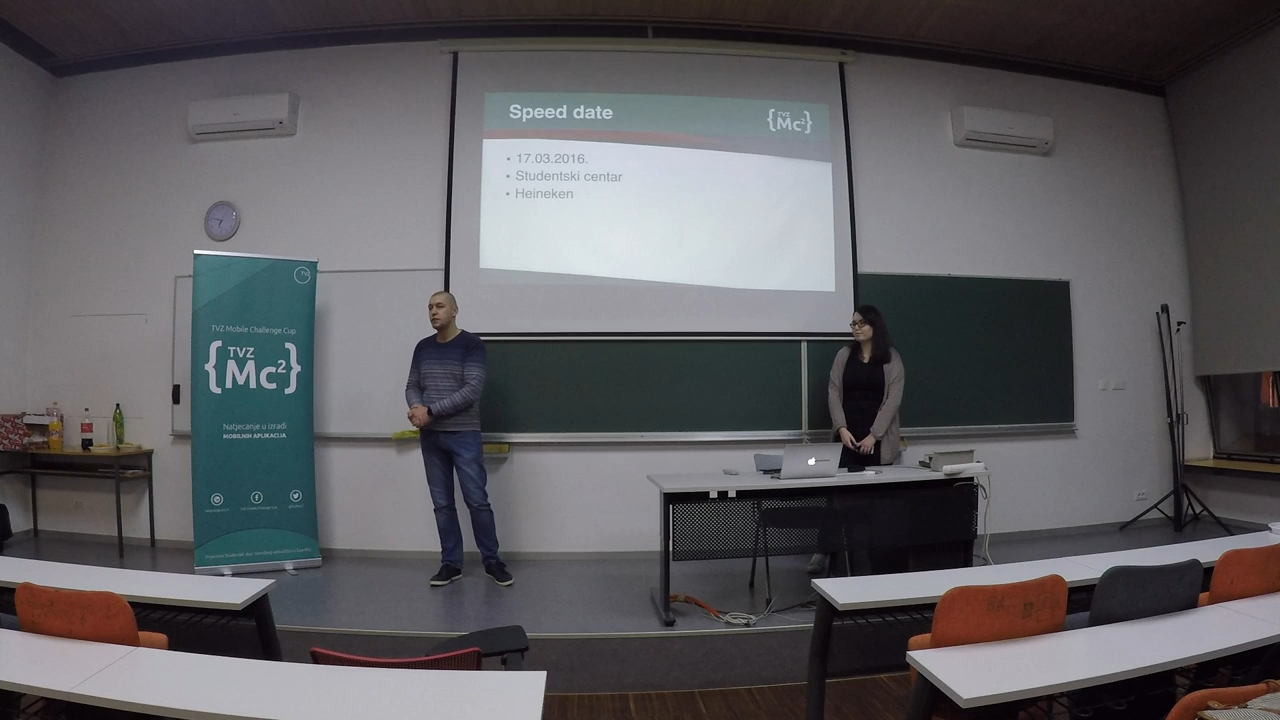 Speed date
{TVZ Mc²}
• 17.03.2016.
• Studentski centar
• Heineken
TVZ
TVZ Mobile Challenge Cup
{TVZ
Mc²}
Natjecanje u izradi
MOBILNIH APLIKACIJA